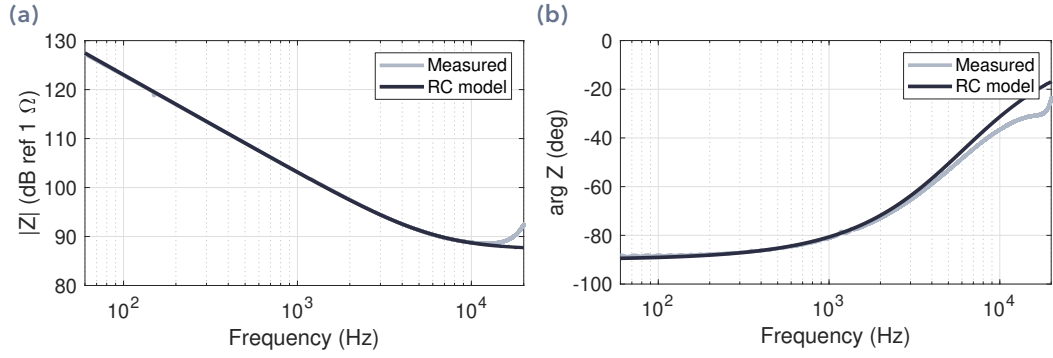 (a)
130
120
110
100
90
80
|Z| (dB ref 1 Ω)
10²
10³
10⁴
Frequency (Hz)
Measured
RC model
(b)
0
-20
-40
-60
-80
-100
arg Z (deg)
10²
10³
10⁴
Frequency (Hz)
Measured
RC model